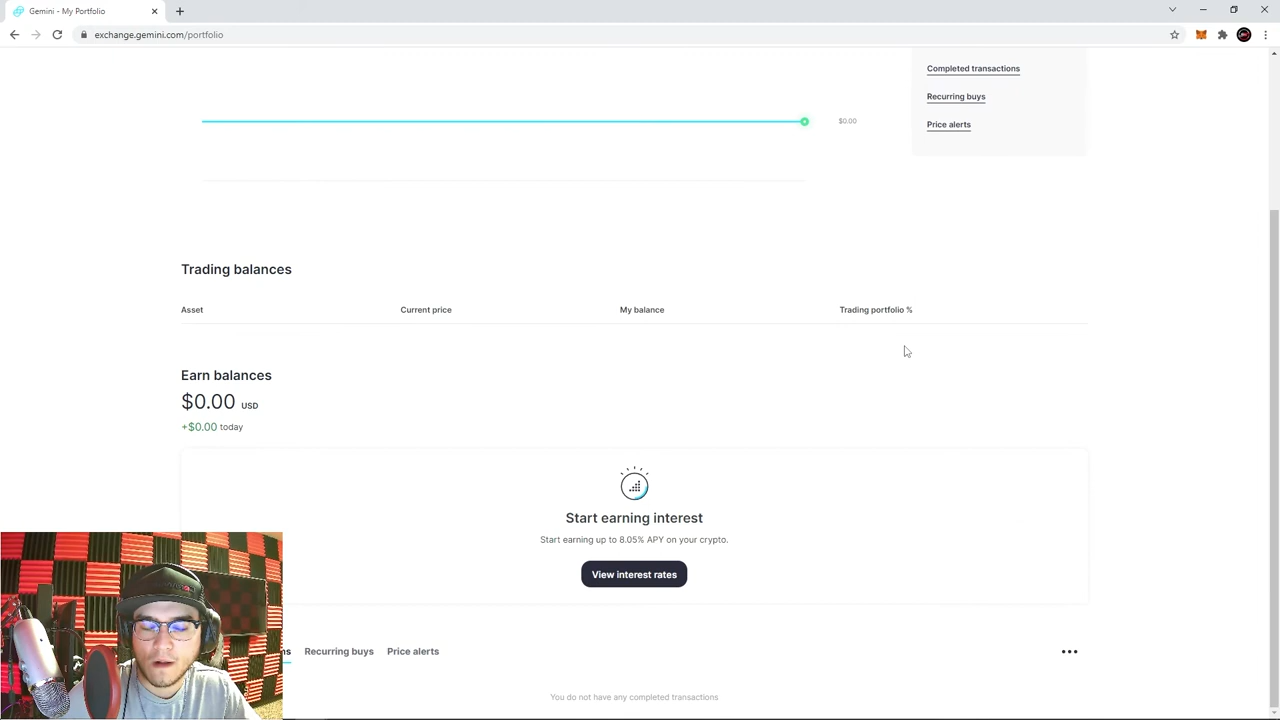 Gemini - My Portfolio
exchange.gemini.com/portfolio
Completed transactions
Recurring buys
Price alerts
$0.00
Trading balances
Asset Current price My balance Trading portfolio %
Earn balances
$0.00 USD
+$0.00 today
Start earning interest
Start earning up to 8.05% APY on your crypto.
View interest rates
Recurring buys Price alerts
You do not have any completed transactions